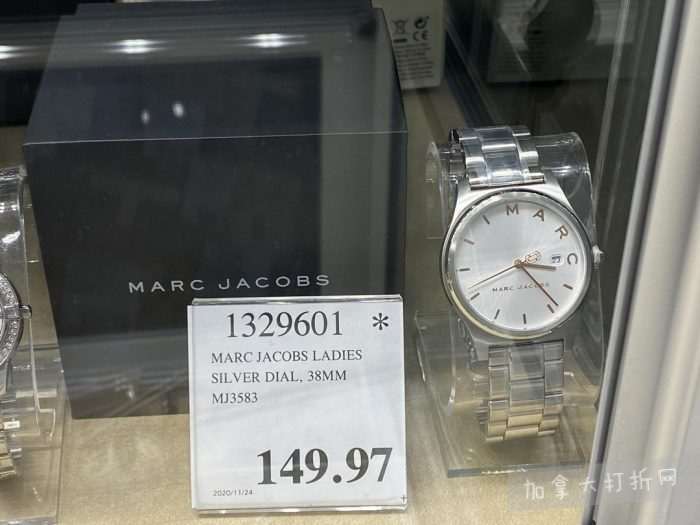 MARC JACOBS
1329601 *
MARC JACOBS LADIES
SILVER DIAL, 38MM
MJ3583
149.97
2020/11/24
MARC
MARC JACOBS
加拿大打折网